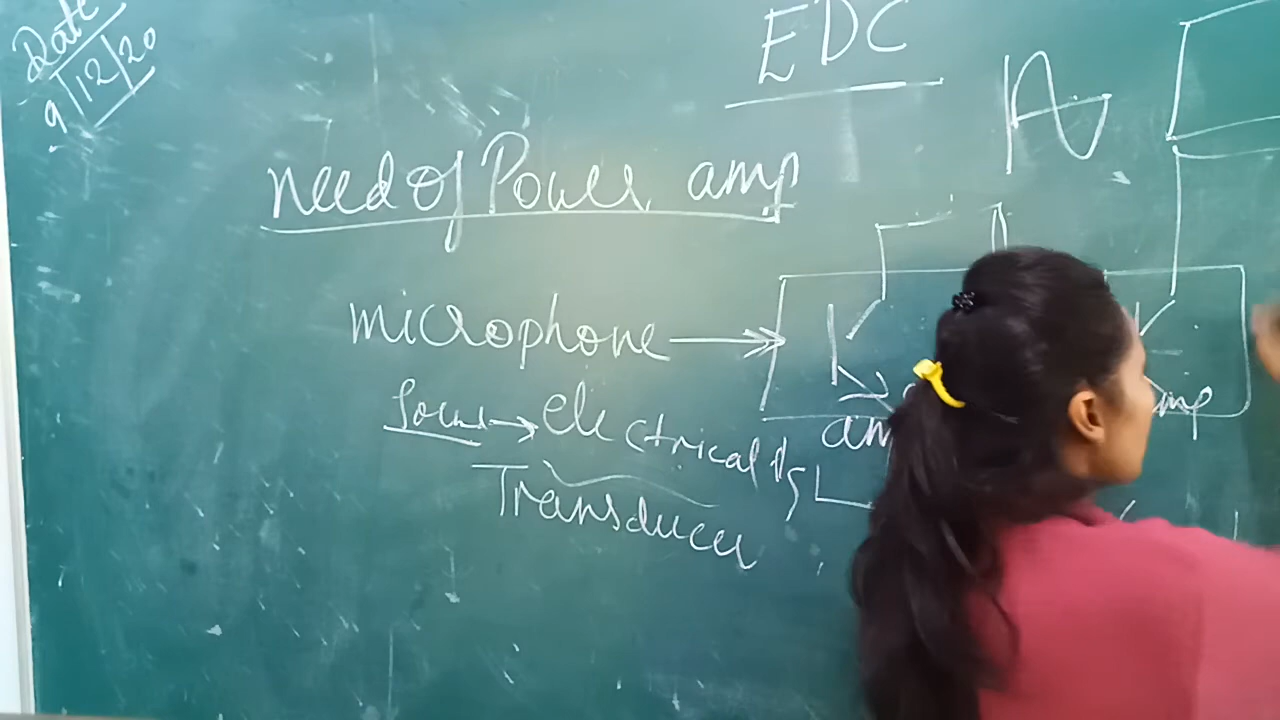 Date
9/12/20
EDC
Need of Power amp
microphone
amp
Sound → electrical
Transducer